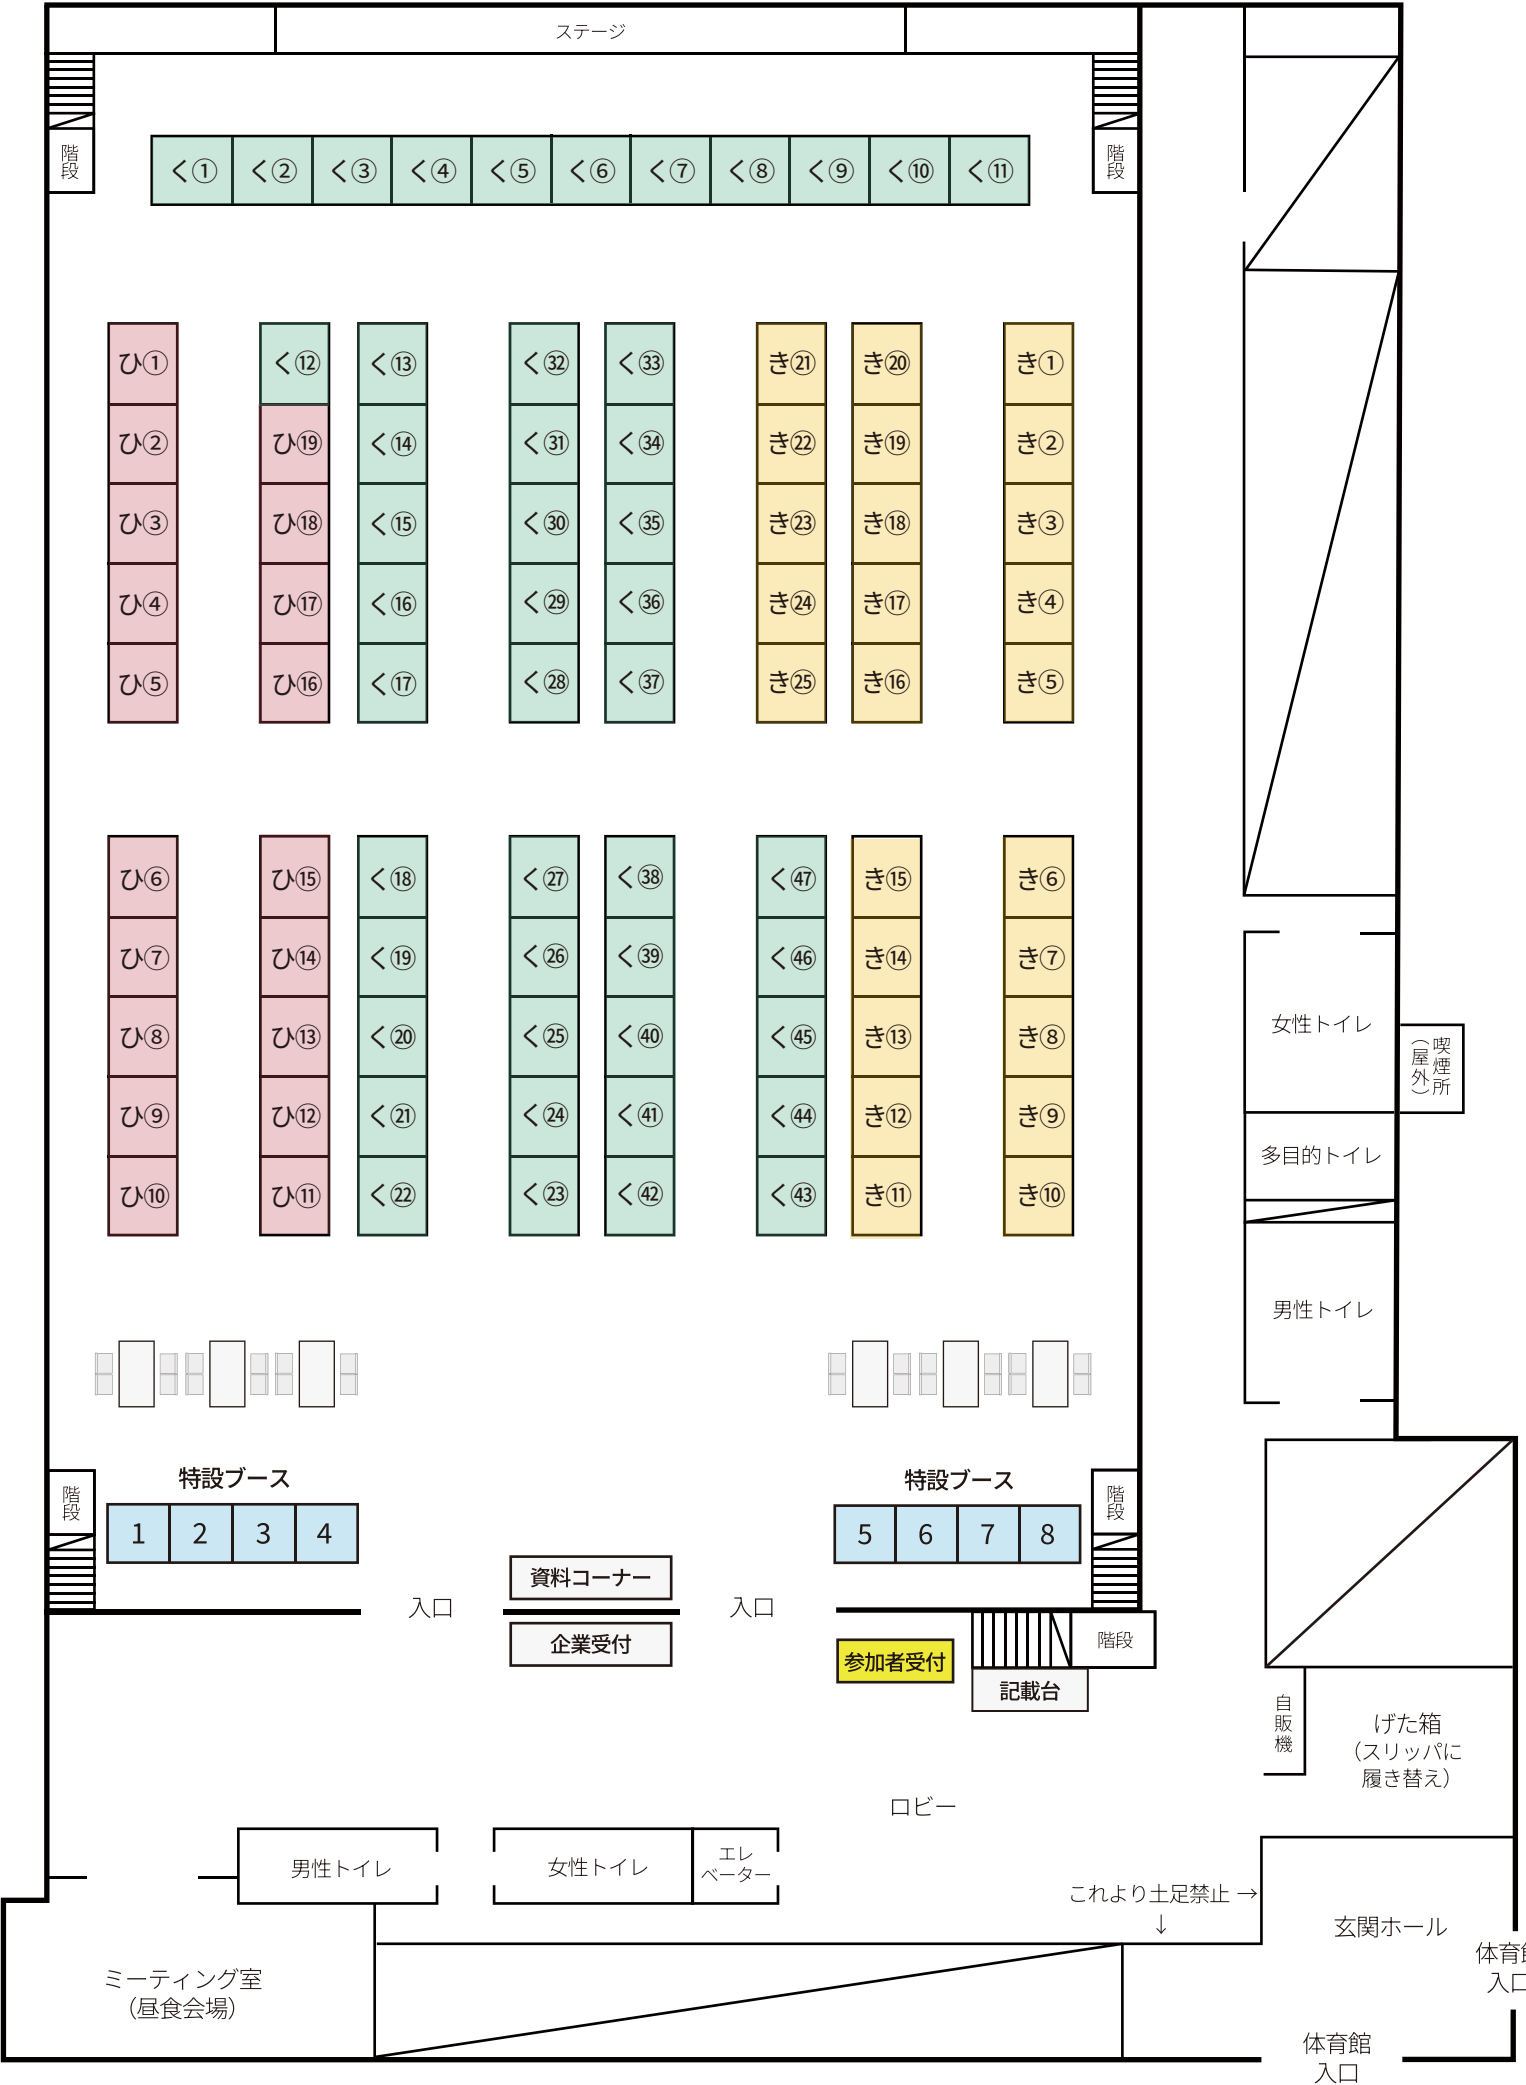 ステージ
階段
階段
く① く② く③ く④ く⑤ く⑥ く⑦ く⑧ く⑨ く⑩ く⑪
ひ① く⑫ く⑬ く㉜ く㉝ き㉑ き⑳ き①
ひ② ひ⑲ く⑭ く㉛ く㉞ き㉒ き⑲ き②
ひ③ ひ⑱ く⑮ く㉚ く㉟ き㉓ き⑱ き③
ひ④ ひ⑰ く⑯ く㉙ く㊱ き㉔ き⑰ き④
ひ⑤ ひ⑯ く⑰ く㉘ く㊲ き㉕ き⑯ き⑤
ひ⑥ ひ⑮ く⑱ く㉗ く㊳ く㊼ き⑮ き⑥
ひ⑦ ひ⑭ く⑲ く㉖ く㊴ く㊻ き⑭ き⑦
ひ⑧ ひ⑬ く⑳ く㉕ く㊵ く㊺ き⑬ き⑧
ひ⑨ ひ⑫ く㉑ く㉔ く㊶ く㊹ き⑫ き⑨
ひ⑩ ひ⑪ く㉒ く㉓ く㊷ く㊸ き⑪ き⑩
女性トイレ
喫煙所
（屋外）
多目的トイレ
男性トイレ
特設ブース
特設ブース
階段
1 2 3 4
5 6 7 8
階段
資料コーナー
入口
入口
企業受付
参加者受付
階段
記載台
自販機
げた箱
（スリッパに
履き替え）
ロビー
男性トイレ
女性トイレ
エレ
ベーター
これより土足禁止 →
↓
玄関ホール
体育
入口
ミーティング室
（昼食会場）
体育館
入口